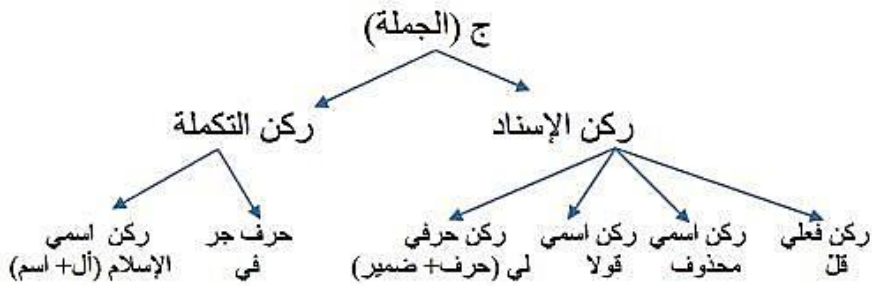 ج (الجملة)
ركن الإسناد
ركن التكملة
ركن فعلي
ركن اسمي
ركن اسمي
ركن حرفي
حرف جر
ركن اسمي
قلْ
محذوف
قولا
لي (حرف+ ضمير)
في
الإسلام (أل+ اسم)